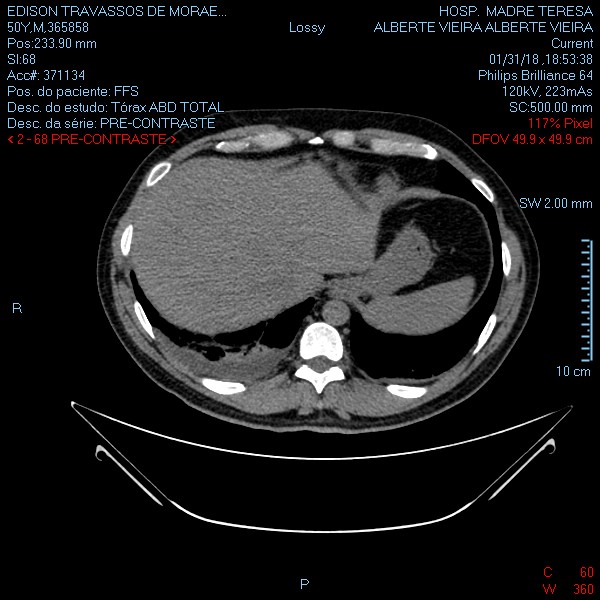 EDISON TRAVASSOS DE MORAE...
50Y,M,365858
Pos:233.90 mm
SI:68
Acc#: 371134
Pos. do paciente: FFS
Desc. do estudo: Tórax ABD TOTAL
Desc. da série: PRE-CONTRASTE
< 2 - 68 PRE-CONTRASTE >
Lossy
HOSP. MADRE TERESA
ALBERTE VIEIRA ALBERTE VIEIRA
Current
01/31/18 ,18:53:38
Philips Brilliance 64
120kV, 223mAs
SC:500.00 mm
117% Pixel
DFOV 49.9 x 49.9 cm
SW 2.00 mm
R
10 cm
P
C 60
W 360